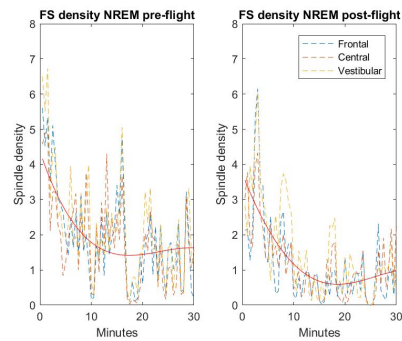 FS density NREM pre-flight
8
7
6
5
4
3
2
1
0
Spindle density
0 10 20 30
Minutes
FS density NREM post-flight
Frontal
Central
Vestibular
8
7
6
5
4
3
2
1
0
Spindle density
0 10 20 30
Minutes